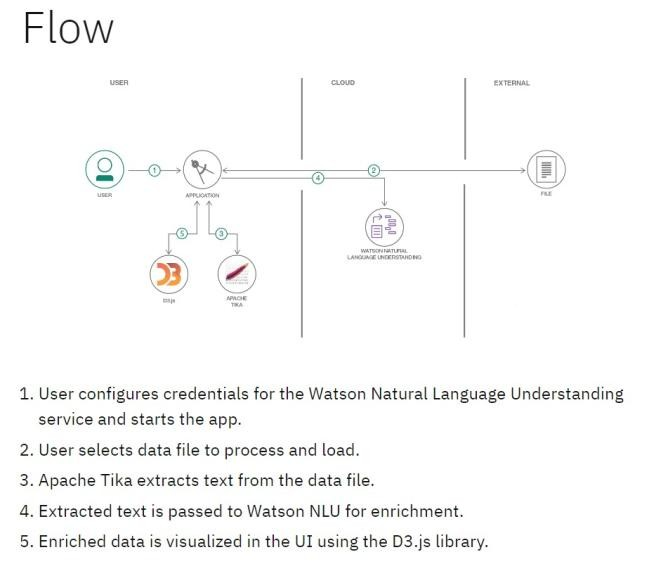 Flow
USER
CLOUD
EXTERNAL
1
2
4
USER
APPLICATION
FILE
5
3
WATSON NATURAL
LANGUAGE UNDERSTANDING
D3.js
APACHE
TIKA
1. User configures credentials for the Watson Natural Language Understanding
service and starts the app.
2. User selects data file to process and load.
3. Apache Tika extracts text from the data file.
4. Extracted text is passed to Watson NLU for enrichment.
5. Enriched data is visualized in the UI using the D3.js library.